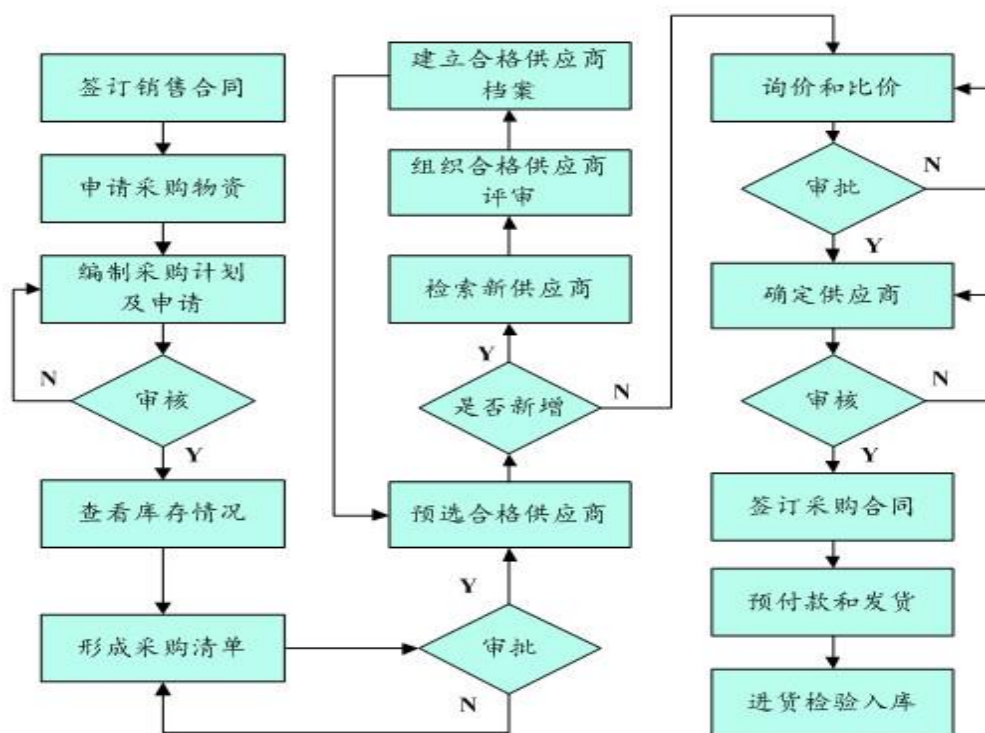 签订销售合同
申请采购物资
编制采购计划
及申请
N
审核
Y
查看库存情况
形成采购清单
建立合格供应商
档案
组织合格供应商
评审
检索新供应商
Y
是否新增
N
预选合格供应商
Y
审批
N
询价和比价
N
审批
Y
确定供应商
N
审核
Y
签订采购合同
预付款和发货
进货检验入库